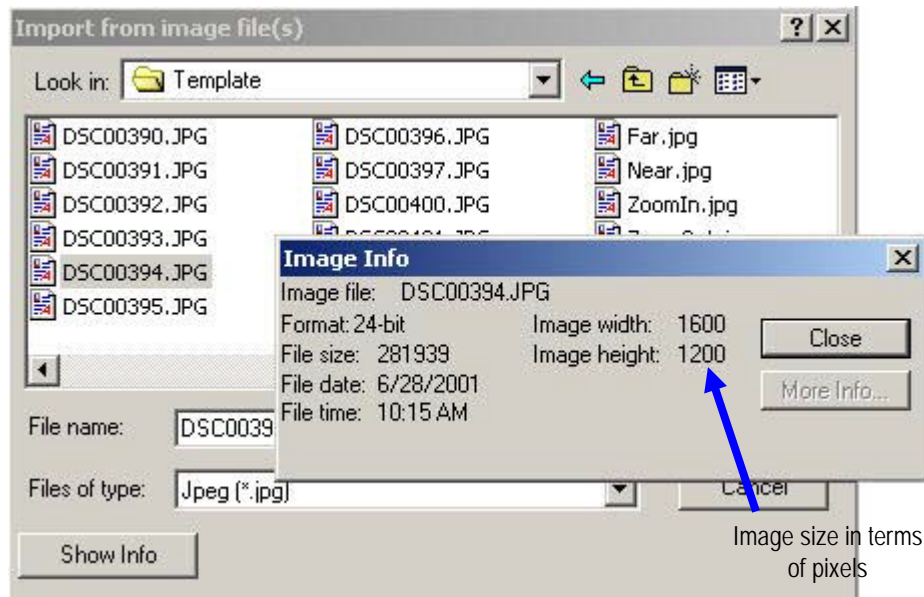 Import from image file(s)
Look in: Template
DSC00390.JPG DSC00396.JPG Far.jpg
DSC00391.JPG DSC00397.JPG Near.jpg
DSC00392.JPG DSC00400.JPG ZoomIn.jpg
DSC00393.JPG
DSC00394.JPG
DSC00395.JPG
Image Info
Image file: DSC00394.JPG
Format: 24-bit Image width: 1600
File size: 281939 Image height: 1200
File date: 6/28/2001
File time: 10:15 AM
Close
More Info...
File name: DSC0039
Files of type: Jpeg (*.jpg) Cancel
Show Info
Image size in terms
of pixels